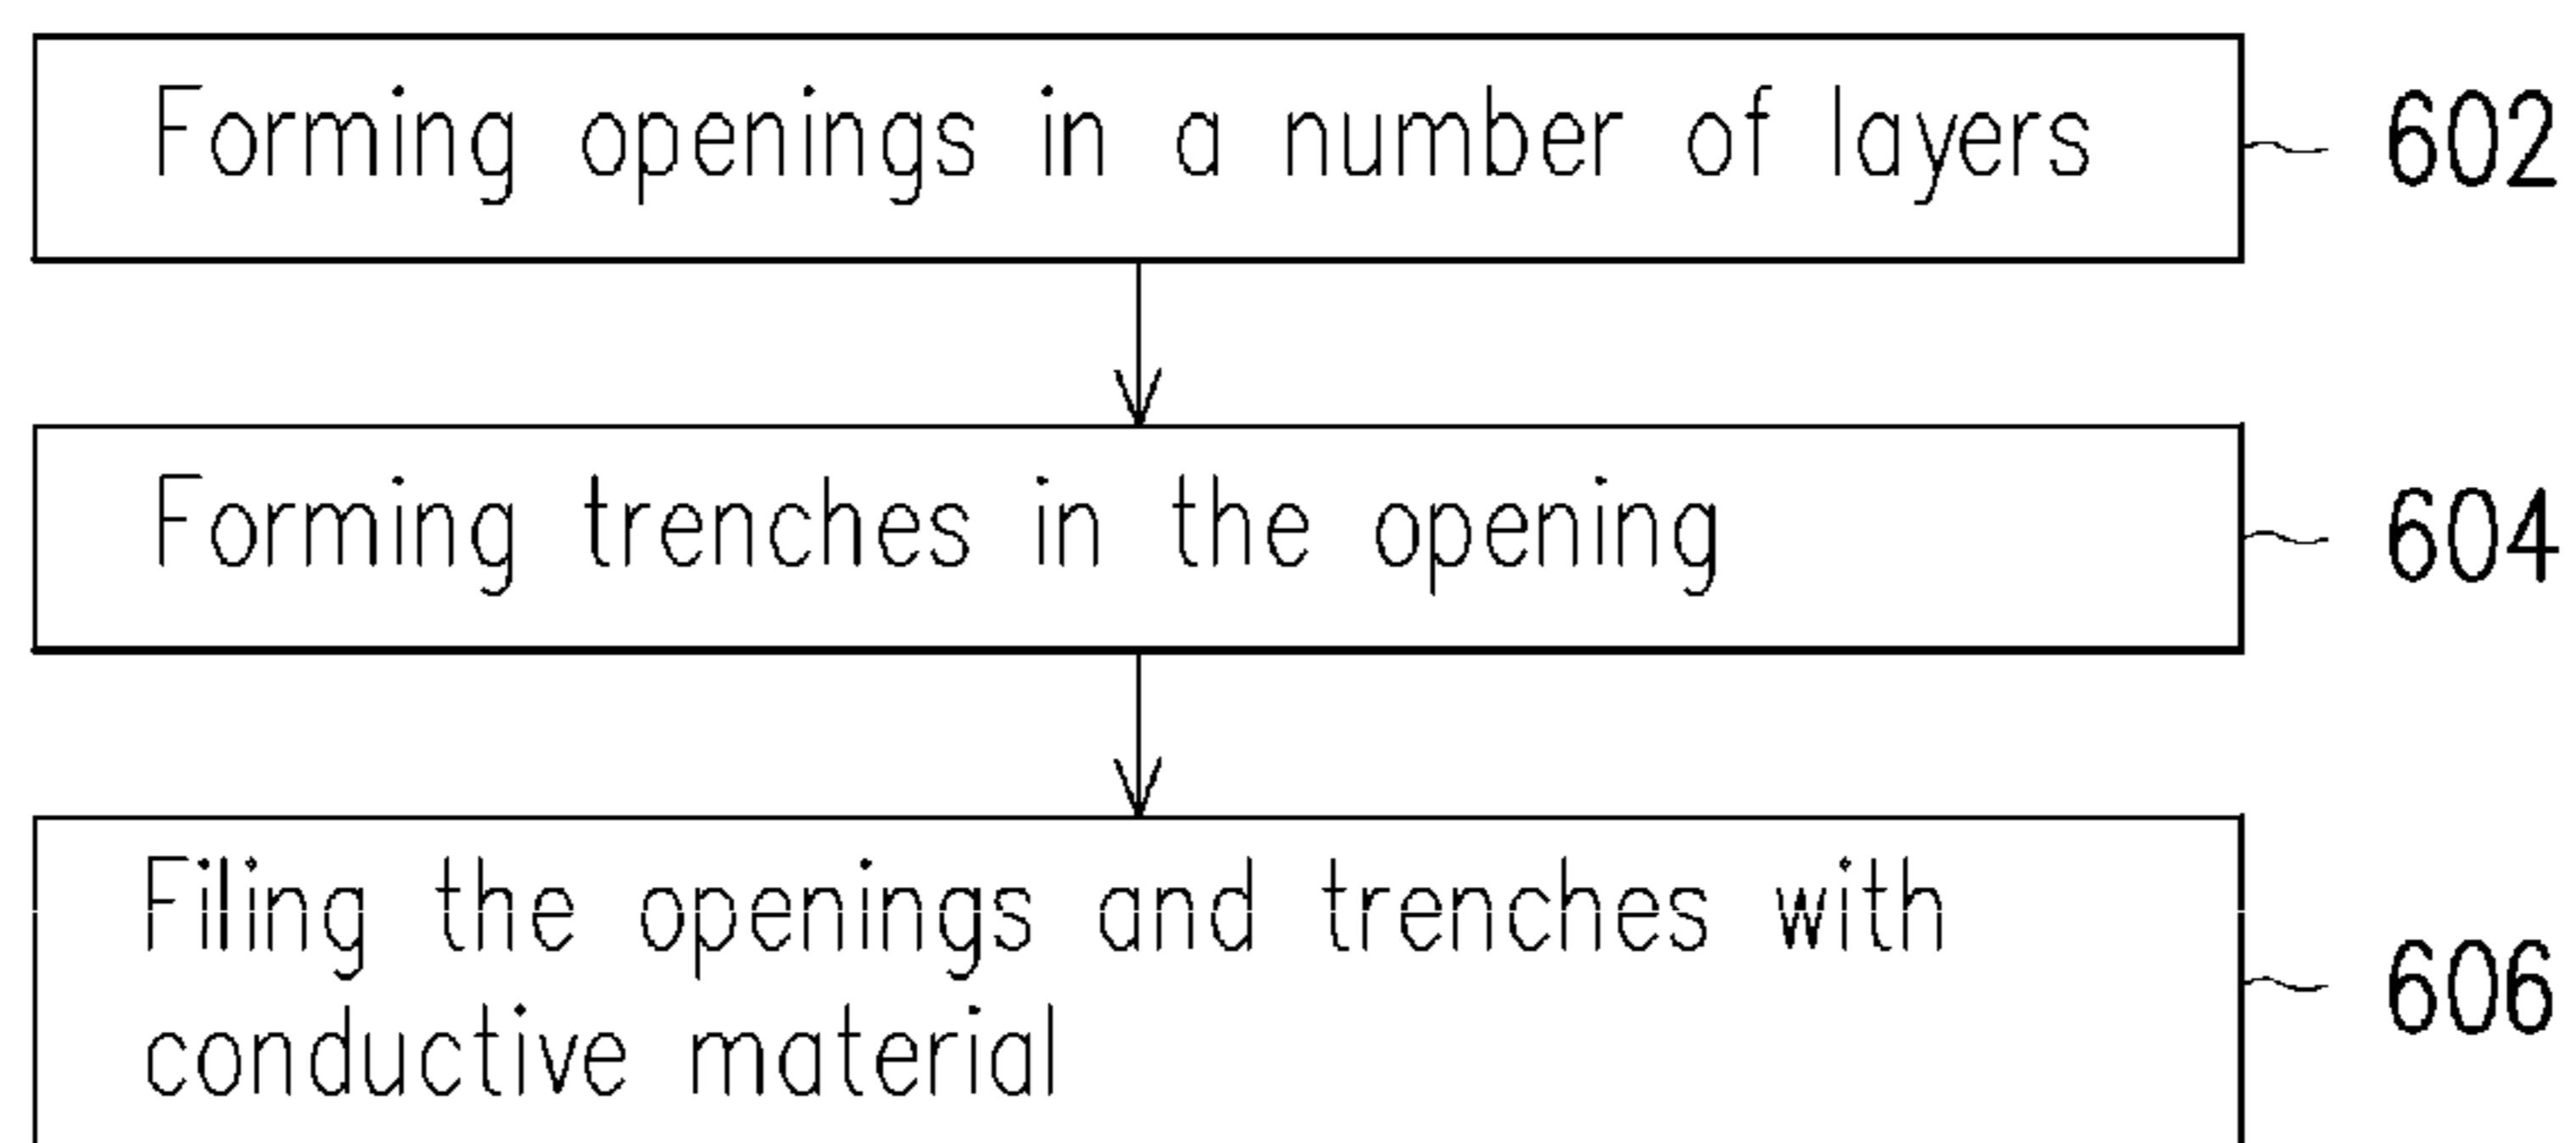 Forming openings in a number of layers
602
Forming trenches in the opening
604
Filing the openings and trenches with
conductive material
606